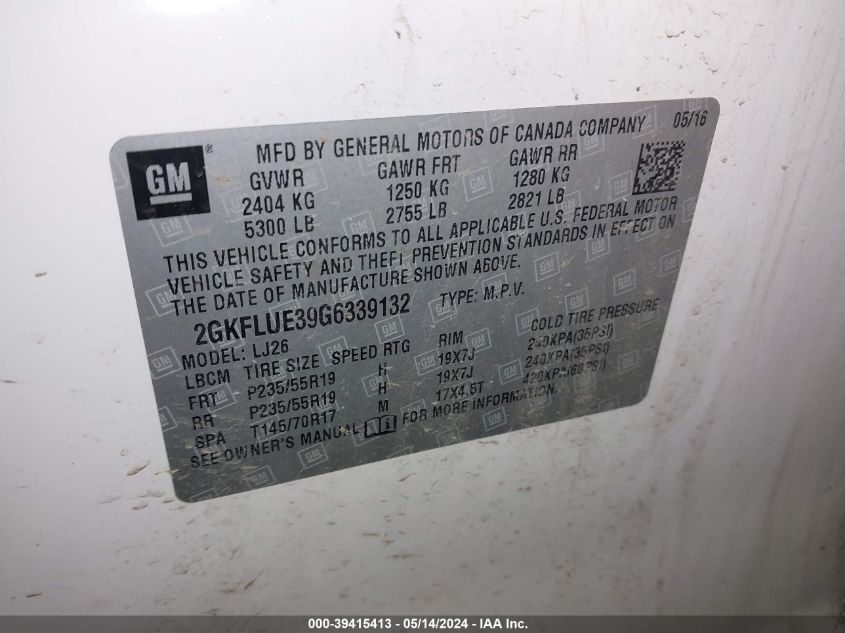 GM ®
MFD BY GENERAL MOTORS OF CANADA COMPANY 05/16
GVWR GAWR FRT GAWR RR
2404 KG 1250 KG 1280 KG
5300 LB 2755 LB 2821 LB
THIS VEHICLE CONFORMS TO ALL APPLICABLE U.S. FEDERAL MOTOR
VEHICLE SAFETY AND THEFT PREVENTION STANDARDS IN EFFECT ON
THE DATE OF MANUFACTURE SHOWN ABOVE.
2GKFLUE39G6339132 TYPE: M.P.V.
MODEL: LJ26
LBCM TIRE SIZE SPEED RTG RIM COLD TIRE PRESSURE
FRT P235/55R19 H 19X7J 240KPA(35PSI)
RR P235/55R19 H 19X7J 240KPA(35PSI)
SPA T145/70R17 M 17X4.5T 420KPA(60PSI)
SEE OWNER'S MANUAL FOR MORE INFORMATION.
000-39415413 - 05/14/2024 - IAA Inc.